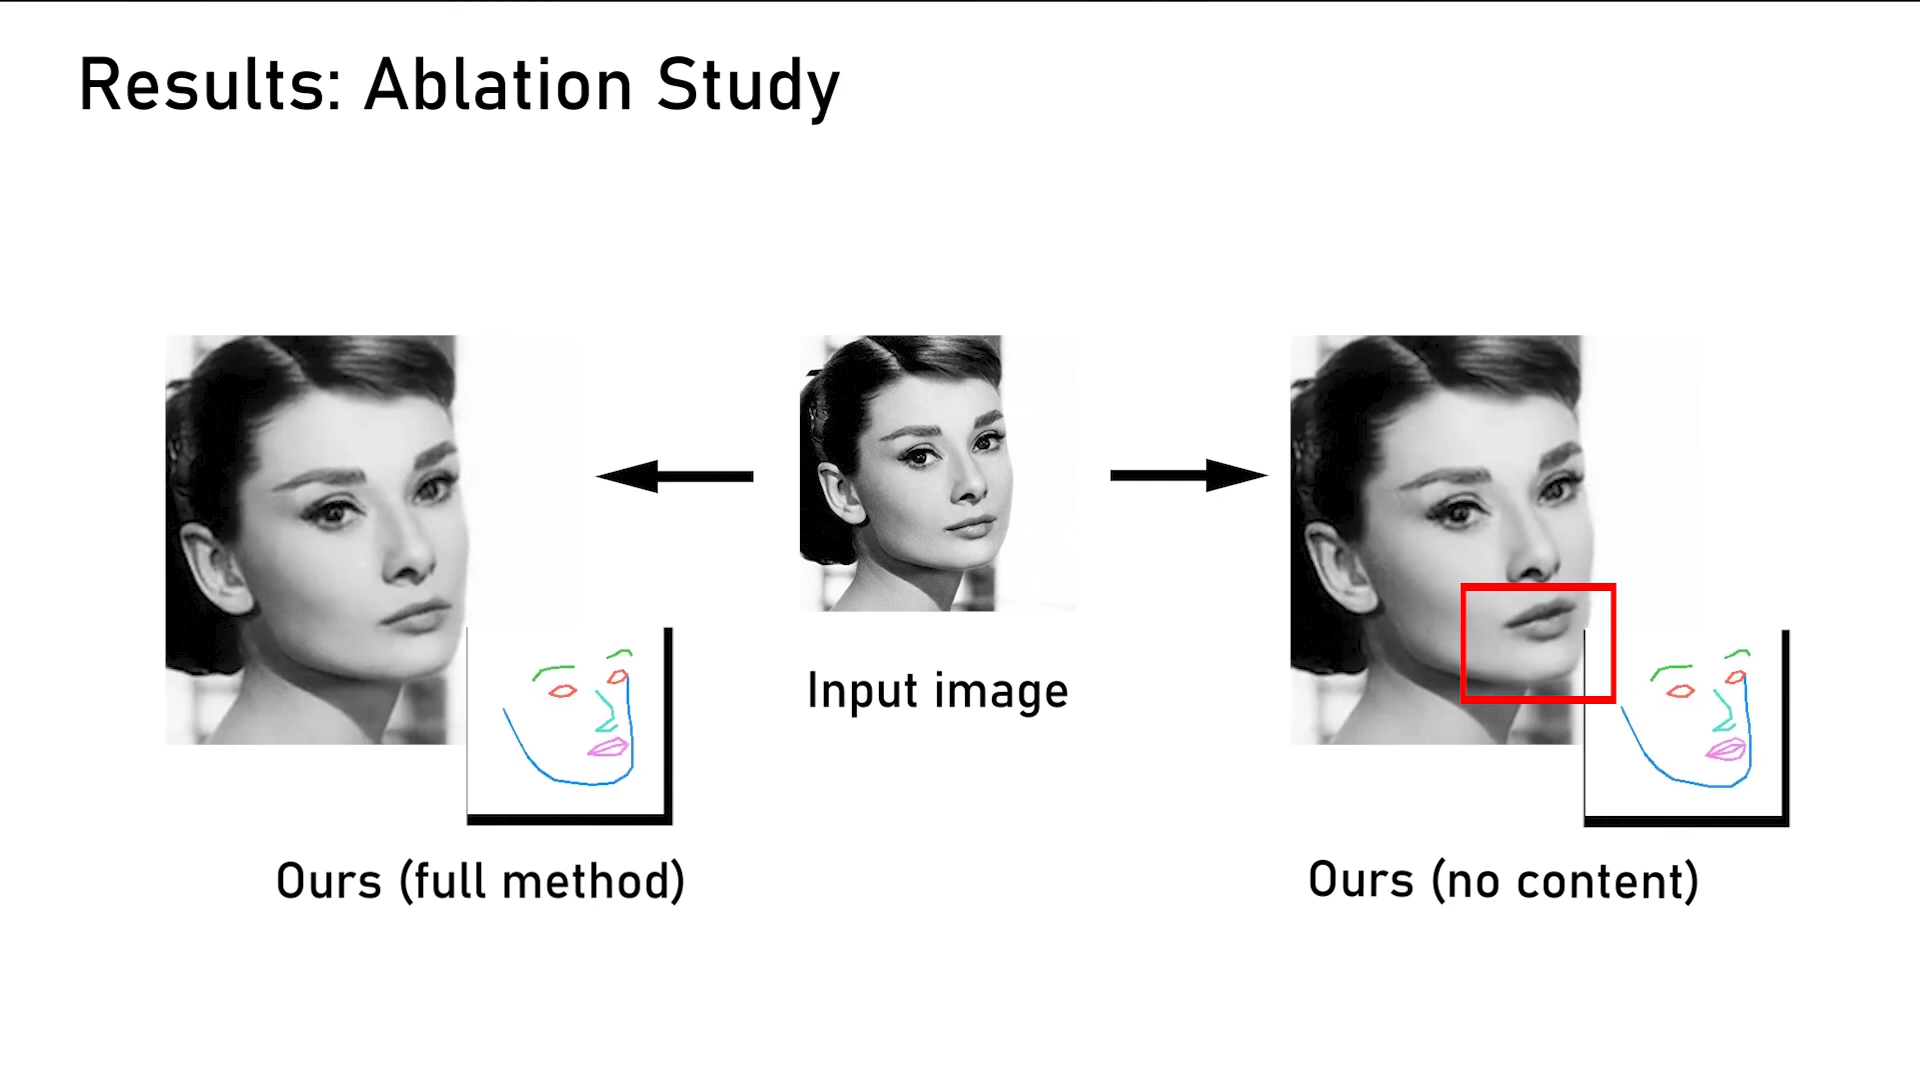 Results: Ablation Study
Input image
Ours (full method)
Ours (no content)